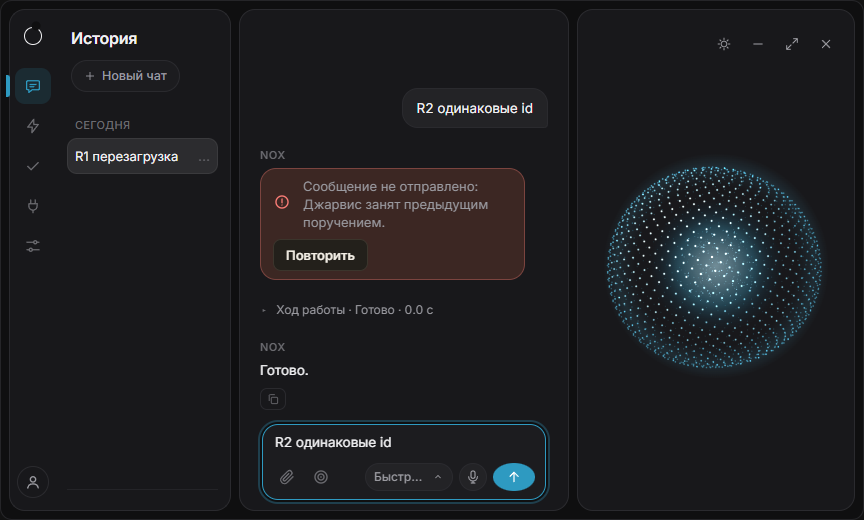 История
+ Новый чат
СЕГОДНЯ
R1 перезагрузка ...
R2 одинаковые id
NOX
Сообщение не отправлено:
Джарвис занят предыдущим
поручением.
Повторить
Ход работы · Готово · 0.0 с
NOX
Готово.
R2 одинаковые id
Быстр...